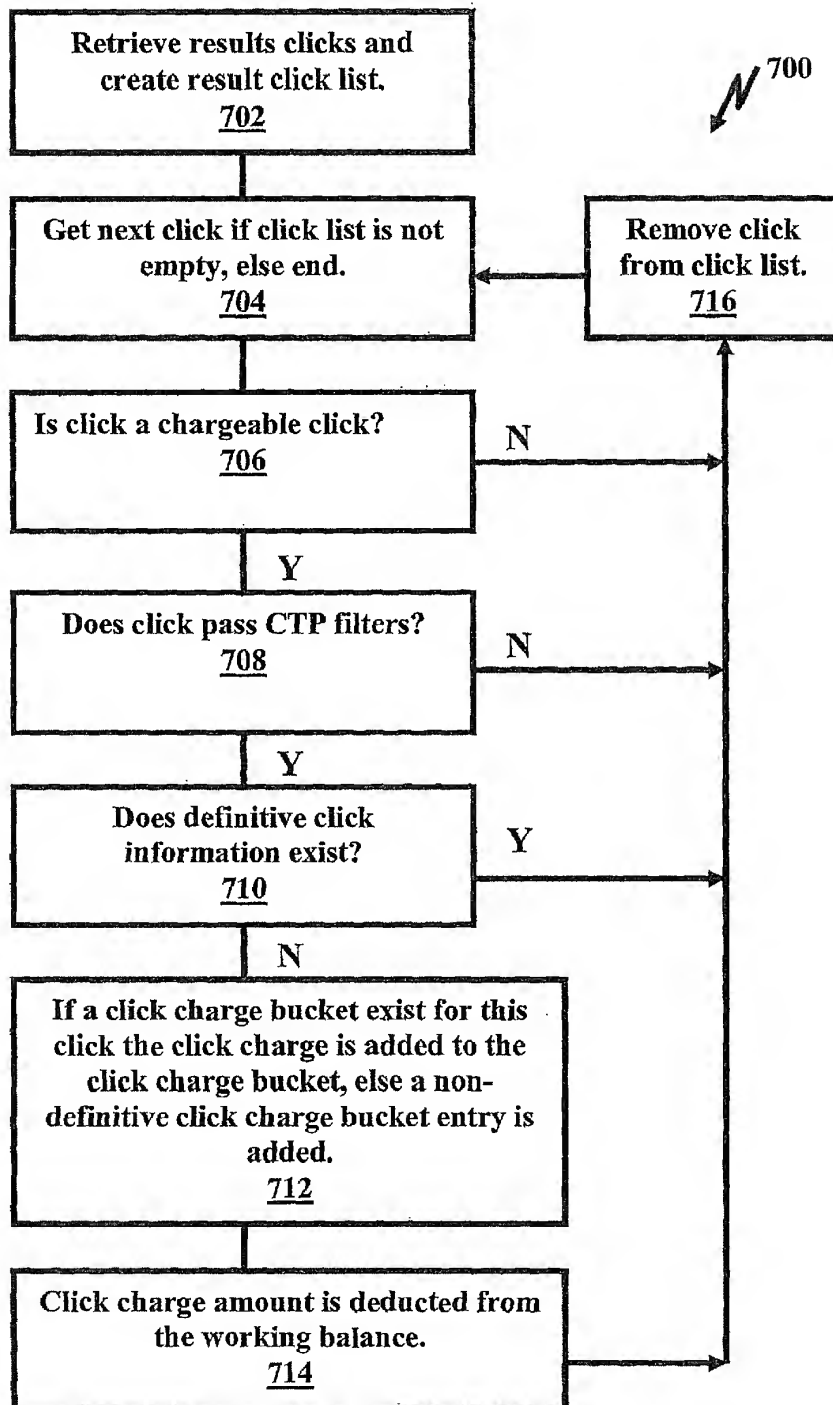 Retrieve results clicks and
create result click list.
702
700
Get next click if click list is not
empty, else end.
704
Remove click
from click list.
716
Is click a chargeable click?
706
N
Y
Does click pass CTP filters?
708
N
Y
Does definitive click
information exist?
710
Y
N
If a click charge bucket exist for this
click the click charge is added to the
click charge bucket, else a non-
definitive click charge bucket entry is
added.
712
Click charge amount is deducted from
the working balance.
714